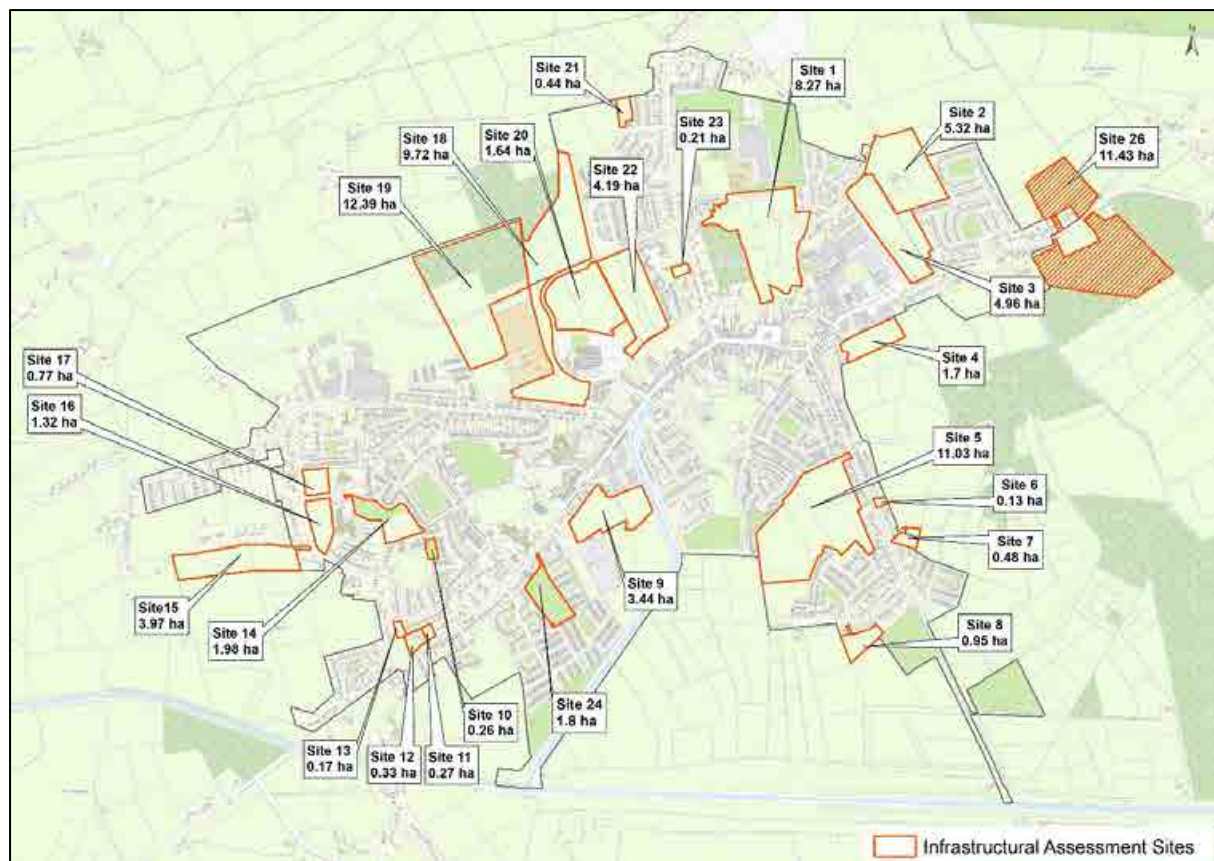 N
Site 21
0.44 ha
Site 1
8.27 ha
Site 23
0.21 ha
Site 2
5.32 ha
Site 18
9.72 ha
Site 20
1.64 ha
Site 26
11.43 ha
Site 22
4.19 ha
Site 19
12.39 ha
Site 3
4.96 ha
Site 4
1.7 ha
Site 17
0.77 ha
Site 16
1.32 ha
Site 5
11.03 ha
Site 6
0.13 ha
Site 7
0.48 ha
Site 9
3.44 ha
Site15
3.97 ha
Site 14
1.98 ha
Site 8
0.95 ha
Site 24
1.8 ha
Site 10
0.26 ha
Site 13
0.17 ha
Site 12
0.33 ha
Site 11
0.27 ha
Infrastructural Assessment Sites